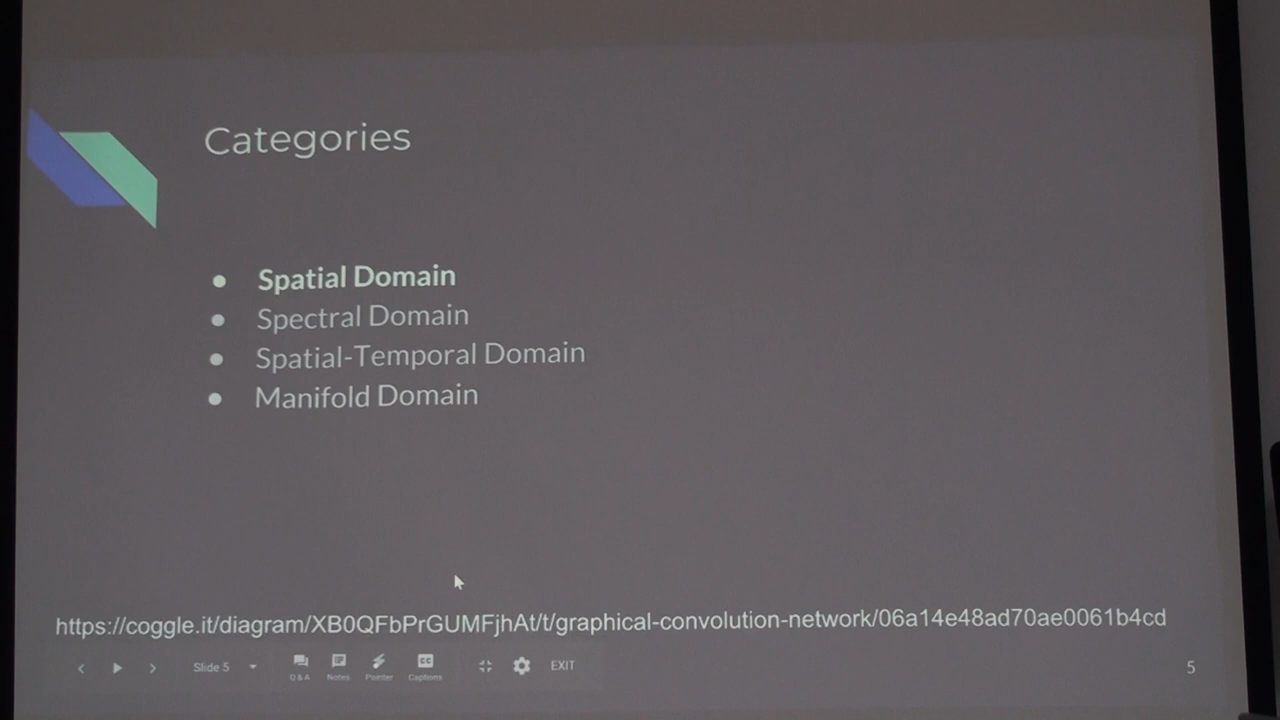 Categories
● Spatial Domain
● Spectral Domain
● Spatial-Temporal Domain
● Manifold Domain
https://coggle.it/diagram/XB0QFbPrGUMFjhAt/t/graphical-convolution-network/06a14e48ad70ae0061b4cd
Slide 5
Q & A
Notes
Pointer
CC
Captions
EXIT
5